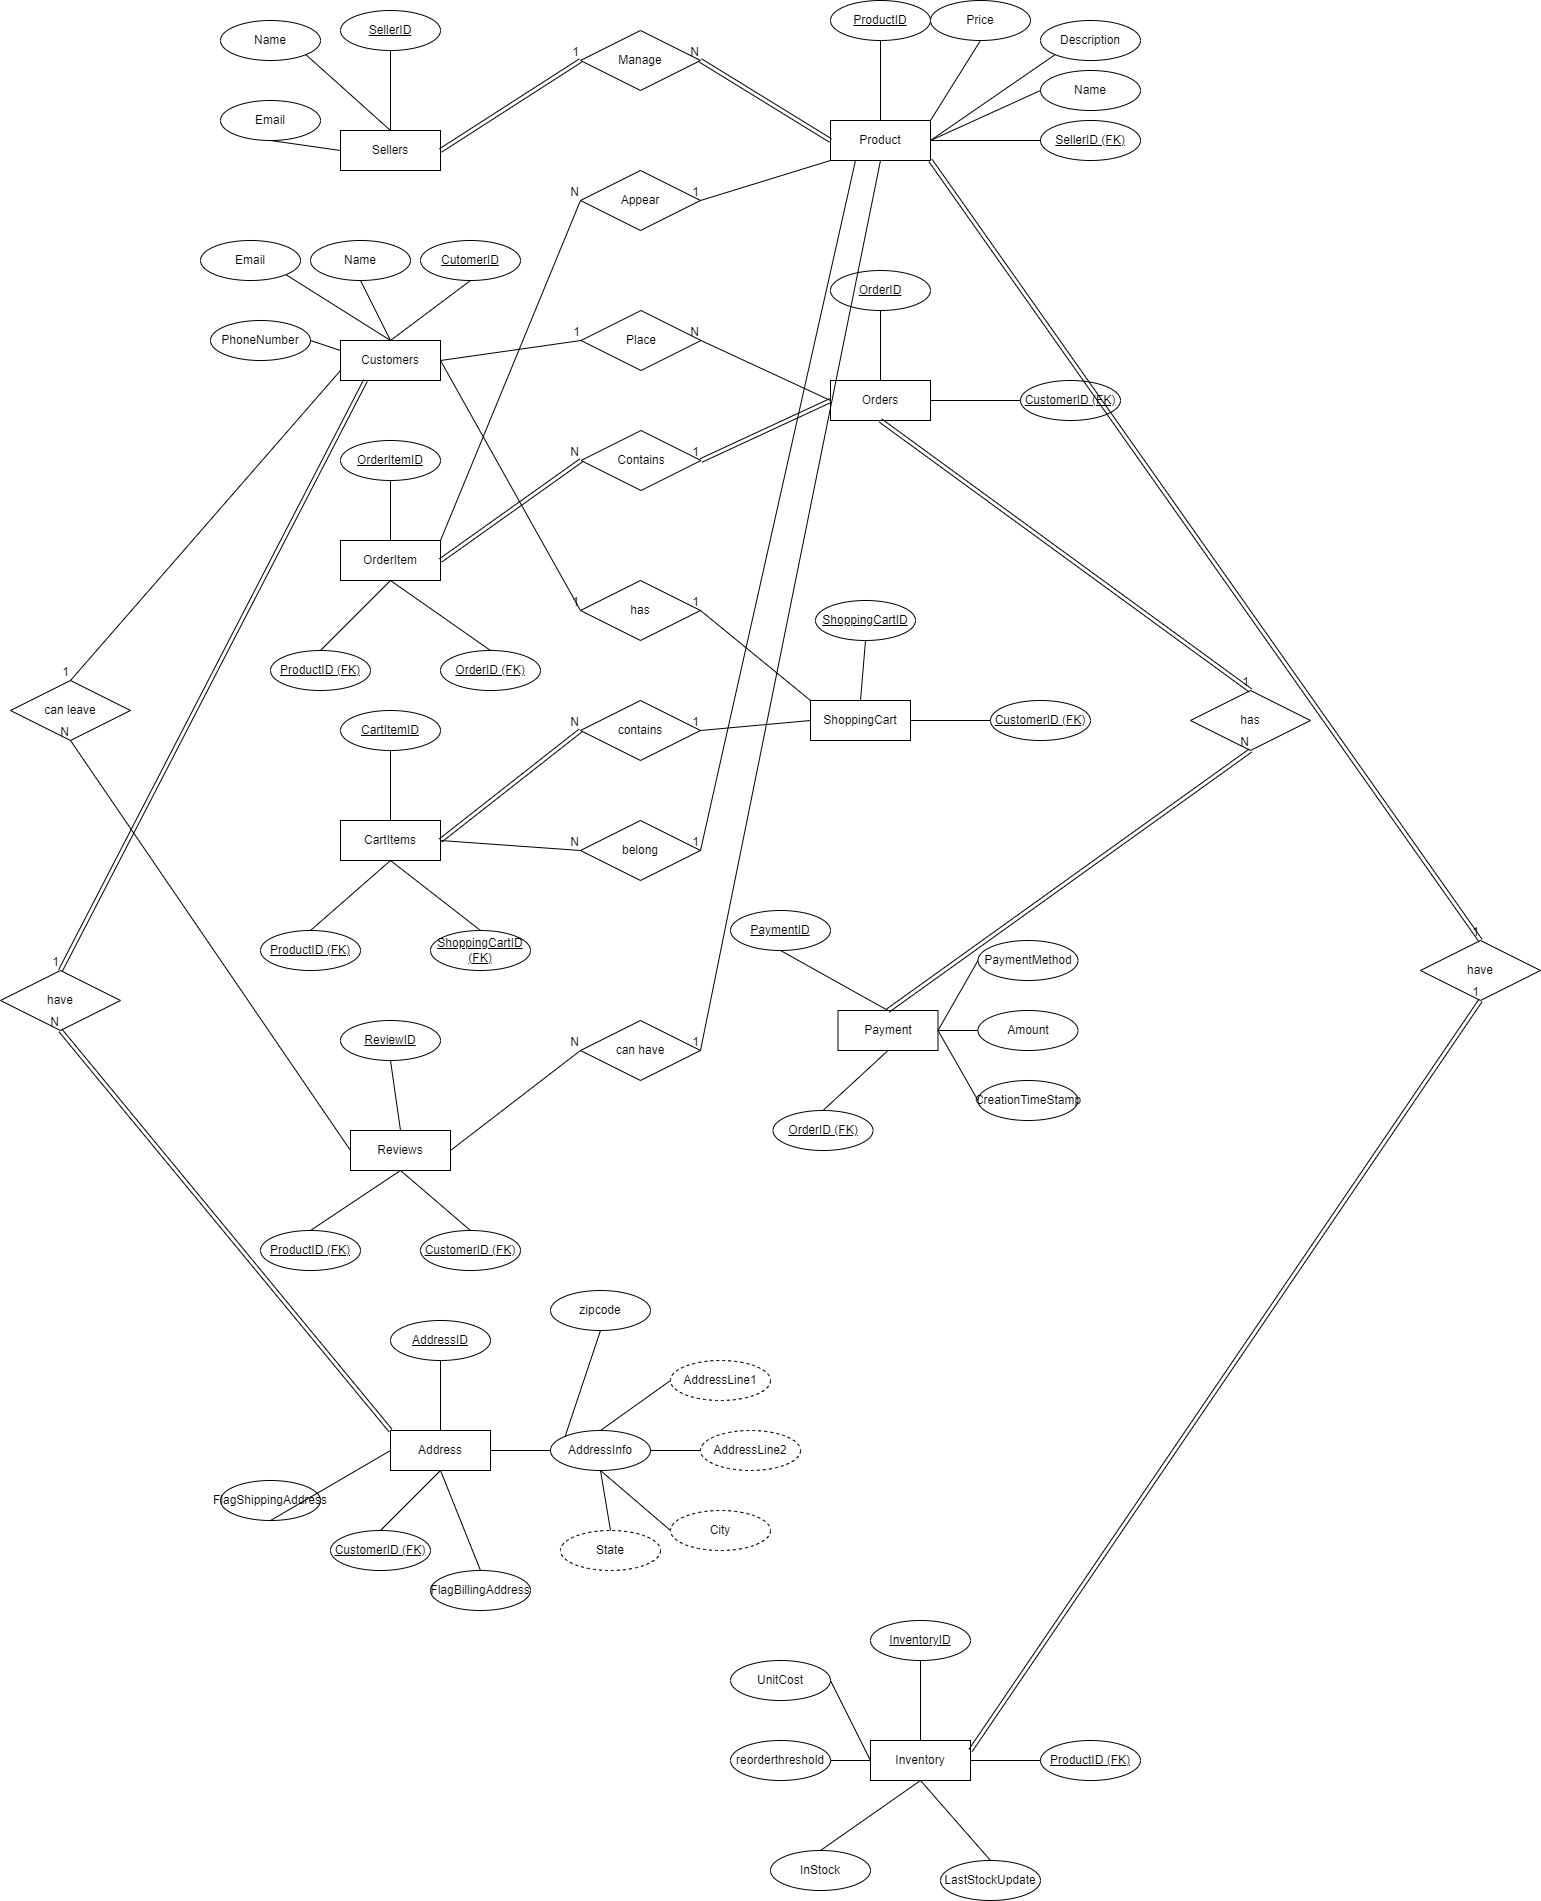 ProductID
Price
SellerID
Name
Description
1
N
Manage
Name
Email
Product
SellerID (FK)
Sellers
N
1
Appear
Email
Name
CutomerID
OrderID
1
N
Place
PhoneNumber
Customers
Orders
CustomerID (FK)
OrderItemID
N
1
Contains
OrderItem
1
1
has
ShoppingCartID
ProductID (FK)
OrderID (FK)
1
can leave
N
1
has
N
ShoppingCart
CustomerID (FK)
CartItemID
N
1
contains
CartItems
N
1
belong
PaymentID
1
1
ProductID (FK)
ShoppingCartID
(FK)
PaymentMethod
have
have
1
N
Payment
Amount
ReviewID
N
1
can have
CreationTimeStamp
OrderID (FK)
Reviews
ProductID (FK)
CustomerID (FK)
zipcode
AddressID
AddressLine1
Address
AddressInfo
AddressLine2
FlagShippingAddress
City
CustomerID (FK)
State
FlagBillingAddress
InventoryID
UnitCost
reorderthreshold
Inventory
ProductID (FK)
InStock
LastStockUpdate